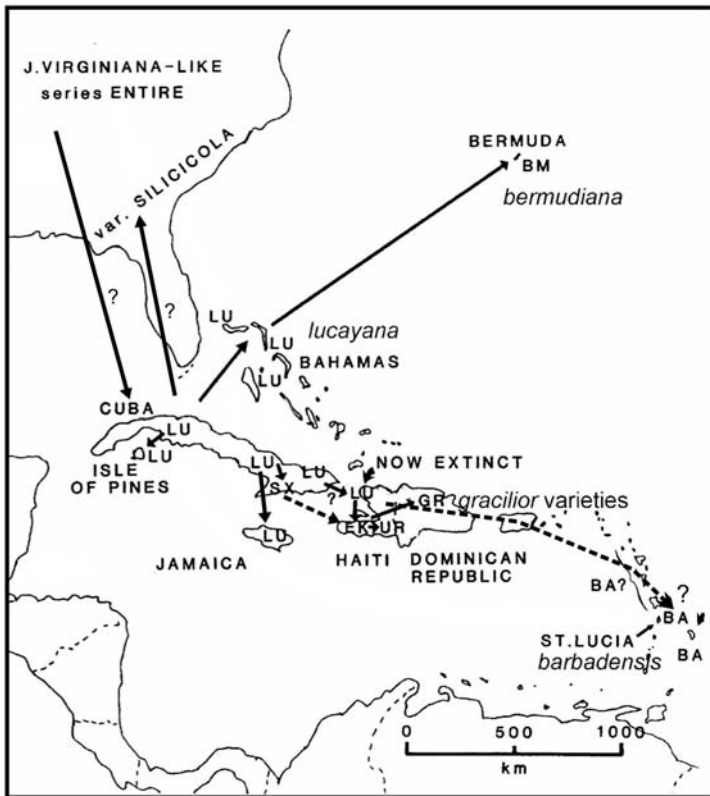 J.VIRGINIANA-LIKE
series ENTIRE
var. SILICICOLA
BERMUDA
BM
bermudiana
?
?
LU
lucayana
LU
BAHAMAS
LU
CUBA
LU
LU
ISLE
OF PINES
LU
LU
SX
NOW EXTINCT
?
LU
GR
gracilior varieties
EK
UR
LU
JAMAICA
HAITI
DOMINICAN
REPUBLIC
BA?
?
BA
ST.LUCIA
barbadensis
BA
0
500
1000
km